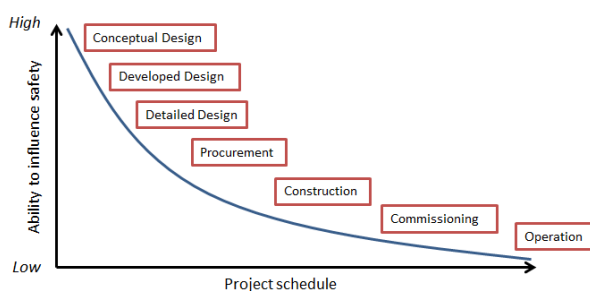 High
Conceptual Design
Developed Design
Detailed Design
Procurement
Construction
Commissioning
Operation
Ability to influence safety
Low
Project schedule